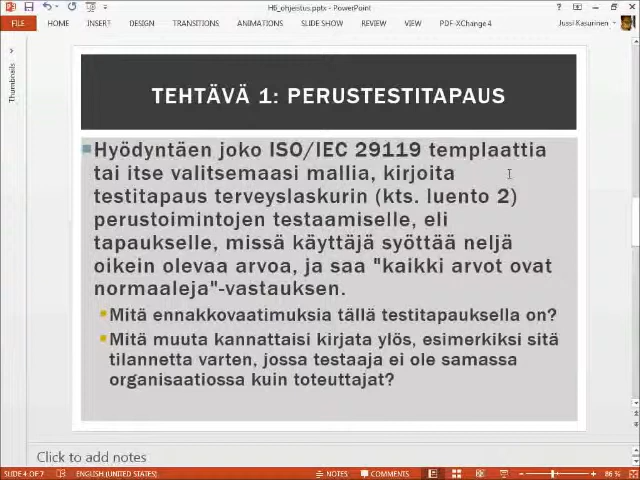 H6_ohjeistus.pptx - PowerPoint
FILE HOME INSERT DESIGN TRANSITIONS ANIMATIONS SLIDE SHOW REVIEW VIEW PDF-XChange 4 Jussi Kasurinen
Thumbnails
TEHTÄVÄ 1: PERUSTESTITAPAUS
Hyödyntäen joko ISO/IEC 29119 templaattia
tai itse valitsemaasi mallia, kirjoita
testitapaus terveyslaskurin (kts. luento 2)
perustoimintojen testaamiselle, eli
tapaukselle, missä käyttäjä syöttää neljä
oikein olevaa arvoa, ja saa "kaikki arvot ovat
normaaleja"-vastauksen.
Mitä ennakkovaatimuksia tällä testitapauksella on?
Mitä muuta kannattaisi kirjata ylös, esimerkiksi sitä
tilannetta varten, jossa testaaja ei ole samassa
organisaatiossa kuin toteuttajat?
Click to add notes
SLIDE 4 OF 7 ENGLISH (UNITED STATES) NOTES COMMENTS 86 %